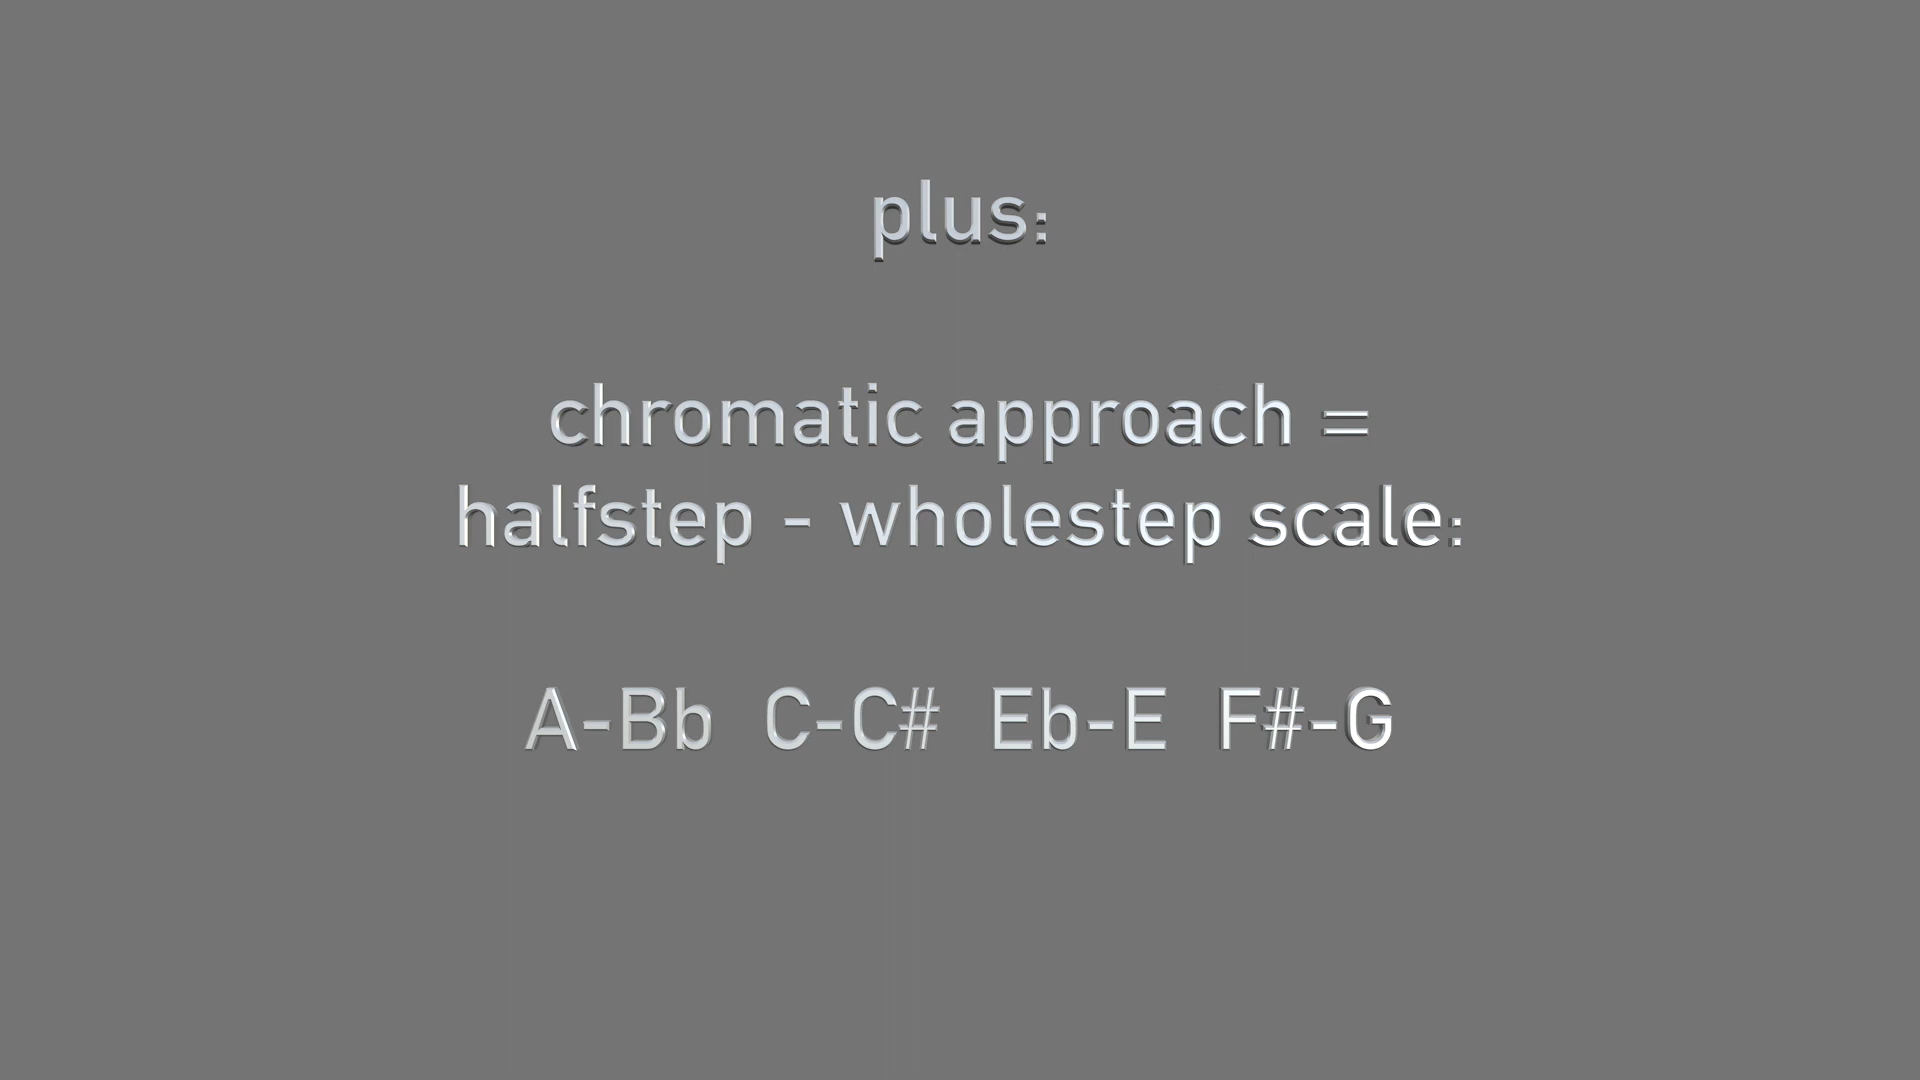 plus:
chromatic approach =
halfstep - wholestep scale:
A-Bb C-C# Eb-E F#-G